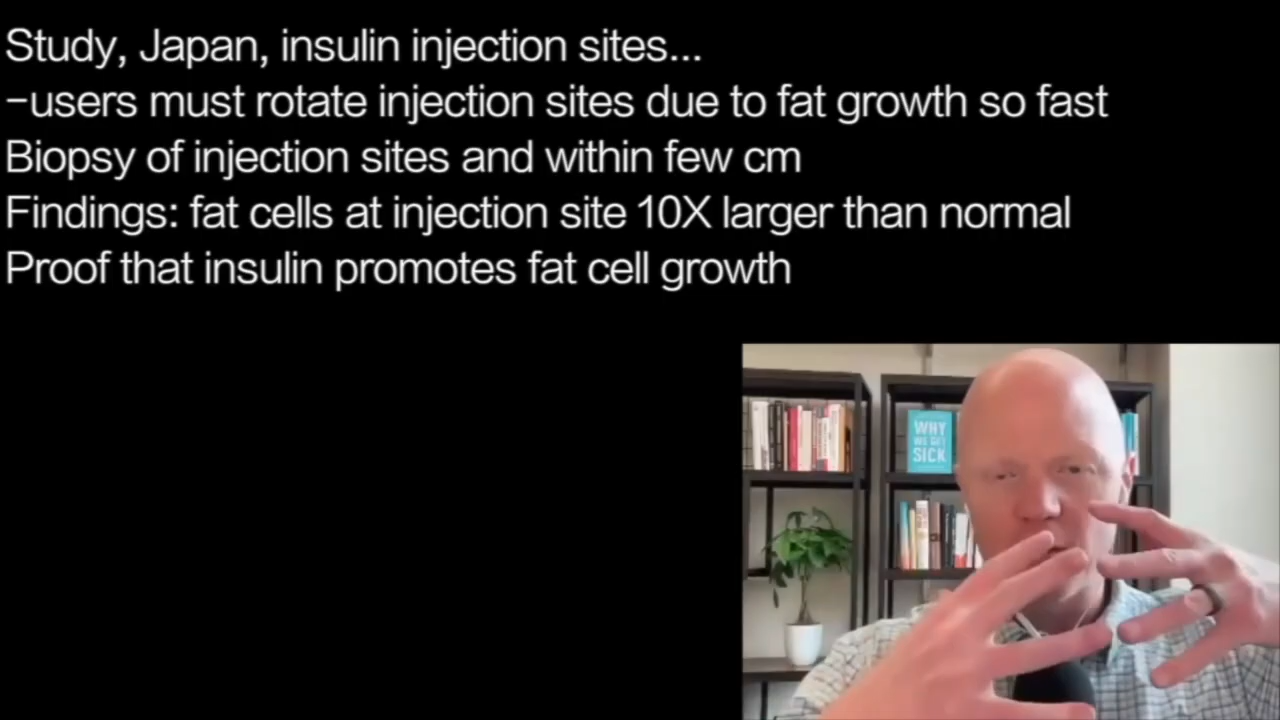 Study, Japan, insulin injection sites...
−users must rotate injection sites due to fat growth so fast
Biopsy of injection sites and within few cm
Findings: fat cells at injection site 10X larger than normal
Proof that insulin promotes fat cell growth
WHY
WE GET
SICK